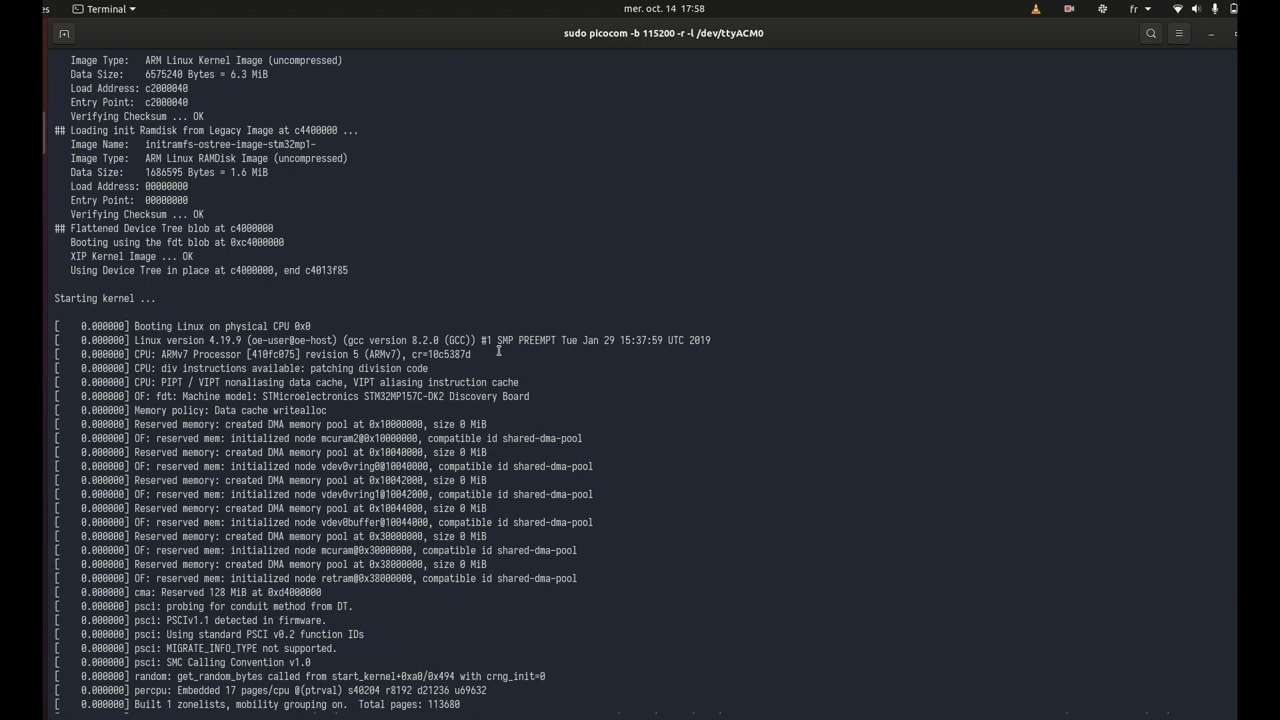 es Terminal mer. oct. 14 17:58 fr
sudo picocom -b 115200 -r -l /dev/ttyACM0
Image Type: ARM Linux Kernel Image (uncompressed)
Data Size: 6575240 Bytes = 6.3 MiB
Load Address: c2000040
Entry Point: c2000040
Verifying Checksum ... OK
## Loading init Ramdisk from Legacy Image at c4400000 ...
Image Name: initramfs-ostree-image-stm32mp1-
Image Type: ARM Linux RAMDisk Image (uncompressed)
Data Size: 1686595 Bytes = 1.6 MiB
Load Address: 00000000
Entry Point: 00000000
Verifying Checksum ... OK
## Flattened Device Tree blob at c4000000
Booting using the fdt blob at 0xc4000000
XIP Kernel Image ... OK
Using Device Tree in place at c4000000, end c4013f85
Starting kernel ...
[    0.000000] Booting Linux on physical CPU 0x0
[    0.000000] Linux version 4.19.9 (oe-user@oe-host) (gcc version 8.2.0 (GCC)) #1 SMP PREEMPT Tue Jan 29 15:37:59 UTC 2019
[    0.000000] CPU: ARMv7 Processor [410fc075] revision 5 (ARMv7), cr=10c5387d
[    0.000000] CPU: div instructions available: patching division code
[    0.000000] CPU: PIPT / VIPT nonaliasing data cache, VIPT aliasing instruction cache
[    0.000000] OF: fdt: Machine model: STMicroelectronics STM32MP157C-DK2 Discovery Board
[    0.000000] Memory policy: Data cache writealloc
[    0.000000] Reserved memory: created DMA memory pool at 0x10000000, size 0 MiB
[    0.000000] OF: reserved mem: initialized node mcuram2@0x10000000, compatible id shared-dma-pool
[    0.000000] Reserved memory: created DMA memory pool at 0x10040000, size 0 MiB
[    0.000000] OF: reserved mem: initialized node vdev0vring0@10040000, compatible id shared-dma-pool
[    0.000000] Reserved memory: created DMA memory pool at 0x10042000, size 0 MiB
[    0.000000] OF: reserved mem: initialized node vdev0vring1@10042000, compatible id shared-dma-pool
[    0.000000] Reserved memory: created DMA memory pool at 0x10044000, size 0 MiB
[    0.000000] OF: reserved mem: initialized node vdev0buffer@10044000, compatible id shared-dma-pool
[    0.000000] Reserved memory: created DMA memory pool at 0x30000000, size 0 MiB
[    0.000000] OF: reserved mem: initialized node mcuram@0x30000000, compatible id shared-dma-pool
[    0.000000] Reserved memory: created DMA memory pool at 0x38000000, size 0 MiB
[    0.000000] OF: reserved mem: initialized node retram@0x38000000, compatible id shared-dma-pool
[    0.000000] cma: Reserved 128 MiB at 0xd4000000
[    0.000000] psci: probing for conduit method from DT.
[    0.000000] psci: PSCIv1.1 detected in firmware.
[    0.000000] psci: Using standard PSCI v0.2 function IDs
[    0.000000] psci: MIGRATE_INFO_TYPE not supported.
[    0.000000] psci: SMC Calling Convention v1.0
[    0.000000] random: get_random_bytes called from start_kernel+0xa0/0x494 with crng_init=0
[    0.000000] percpu: Embedded 17 pages/cpu @(ptrval) s40204 r8192 d21236 u69632
[    0.000000] Built 1 zonelists, mobility grouping on.  Total pages: 113680